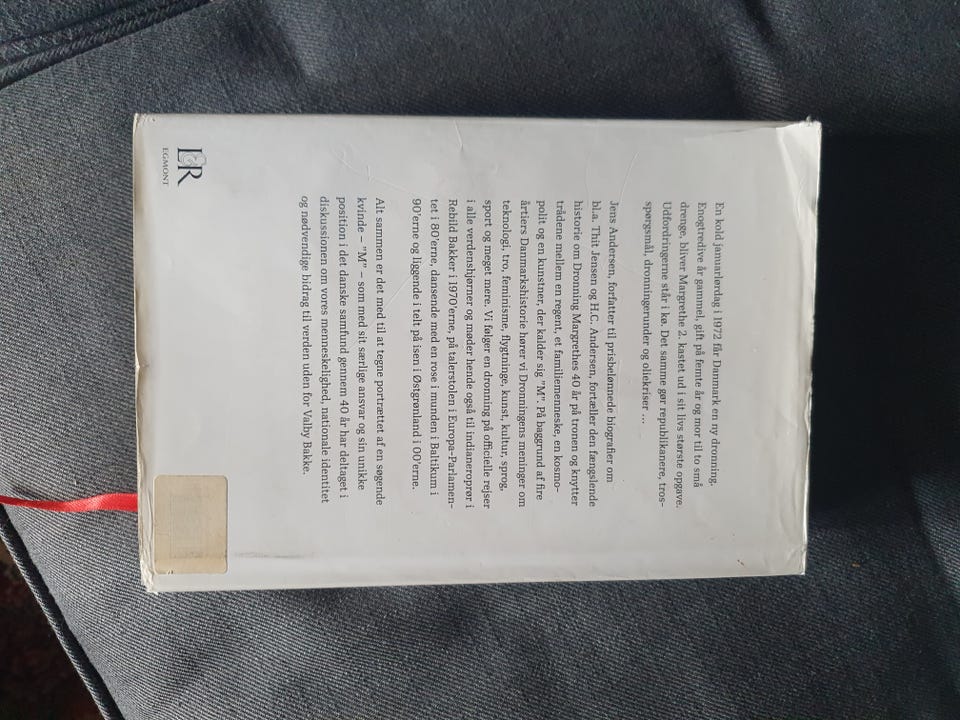 En kold januarlørdag i 1972 får Danmark en ny dronning.
Enogtredive år gammel, gift på femte år og mor til to små
drenge, bliver Margrethe 2. kastet ud i sit livs største opgave.
Udfordringerne står i kø. Det samme gør republikanere, tros-
spørgsmål, dronningerunder og oliekriser ...
Jens Andersen, forfatter til prisbelønnede biografier om
bl.a. Thit Jensen og H.C. Andersen, fortæller den fængslende
historie om Dronning Margrethes 40 år på tronen og knytter
trådene mellem en regent, et familiemenneske, en kosmo-
polit og en kunstner, der kalder sig "M". På baggrund af fire
årtiers Danmarkshistorie hører vi Dronningens meninger om
teknologi, tro, feminisme, flygtninge, kunst, kultur, sprog,
sport og meget mere. Vi følger en dronning på officielle rejser
i alle verdenshjørner og møder hende også til indianeroprør i
Rebild Bakker i 1970'erne, på talerstolen i Europa-Parlamen-
tet i 80'erne, dansende med en rose i munden i Baltikum i
90'erne og liggende i telt på isen i Østgrønland i 00'erne.
Alt sammen er det med til at tegne portrættet af en søgende
kvinde – "M" – som med sit særlige ansvar og sin unikke
position i det danske samfund gennem 40 år har deltaget i
diskussionen om vores menneskelighed, nationale identitet
og nødvendige bidrag til verden uden for Valby Bakke.
L&R
EGMONT